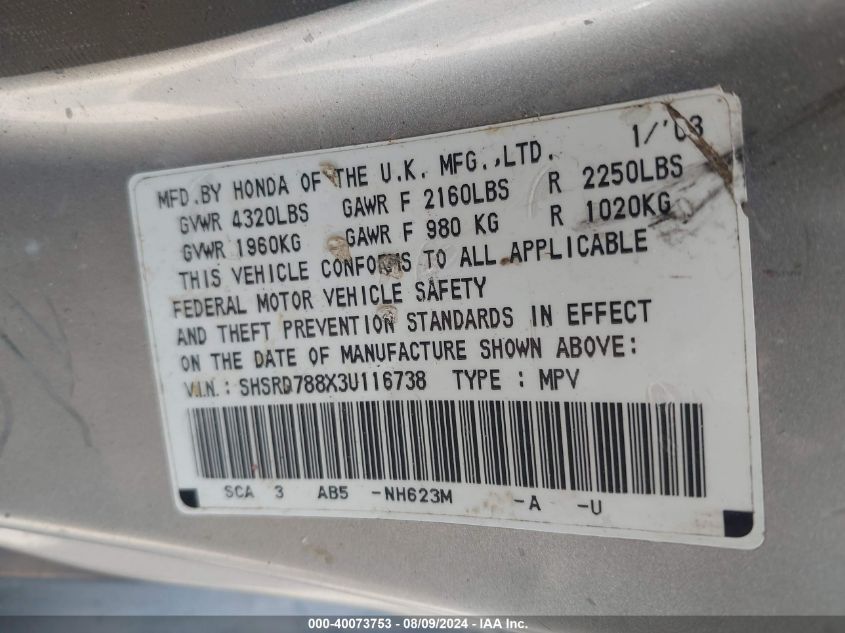 MFD.BY HONDA OF THE U.K. MFG.,LTD. 1/'03
GVWR 4320LBS GAWR F 2160LBS R 2250LBS
GVWR 1960KG GAWR F 980 KG R 1020KG
THIS VEHICLE CONFORMS TO ALL APPLICABLE
FEDERAL MOTOR VEHICLE SAFETY
AND THEFT PREVENTION STANDARDS IN EFFECT
ON THE DATE OF MANUFACTURE SHOWN ABOVE:
V.I.N.: SHSRD788X3U116738 TYPE : MPV
SCA 3 AB5 -NH623M -A -U
000-40073753 - 08/09/2024 - IAA Inc.